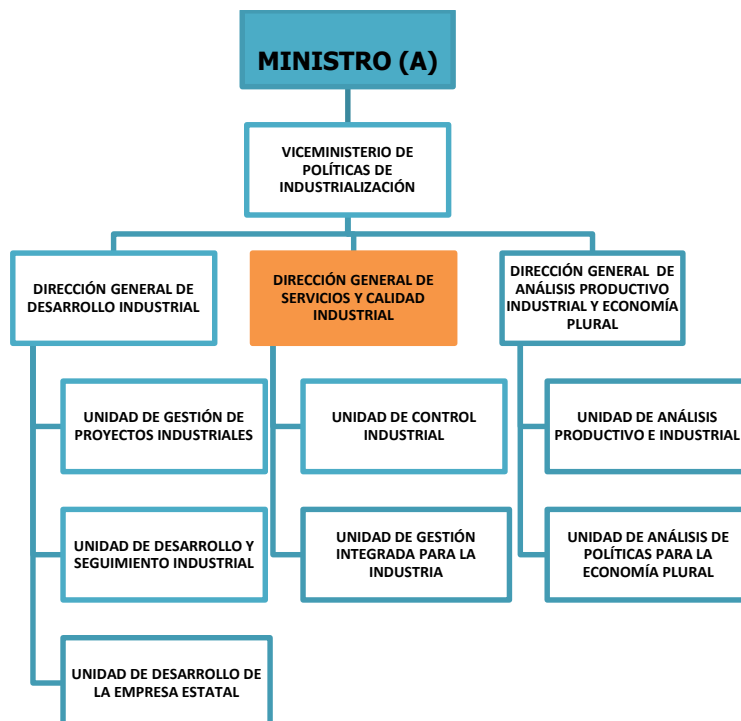 MINISTRO (A)
VICEMINISTERIO DE
POLÍTICAS DE
INDUSTRIALIZACIÓN
DIRECCIÓN GENERAL DE
DESARROLLO INDUSTRIAL
DIRECCIÓN GENERAL DE
SERVICIOS Y CALIDAD
INDUSTRIAL
DIRECCIÓN GENERAL DE
ANÁLISIS PRODUCTIVO
INDUSTRIAL Y ECONOMÍA
PLURAL
UNIDAD DE GESTIÓN DE
PROYECTOS INDUSTRIALES
UNIDAD DE CONTROL
INDUSTRIAL
UNIDAD DE ANÁLISIS
PRODUCTIVO E INDUSTRIAL
UNIDAD DE DESARROLLO Y
SEGUIMIENTO INDUSTRIAL
UNIDAD DE GESTIÓN
INTEGRADA PARA LA
INDUSTRIA
UNIDAD DE ANÁLISIS DE
POLÍTICAS PARA LA
ECONOMÍA PLURAL
UNIDAD DE DESARROLLO DE
LA EMPRESA ESTATAL